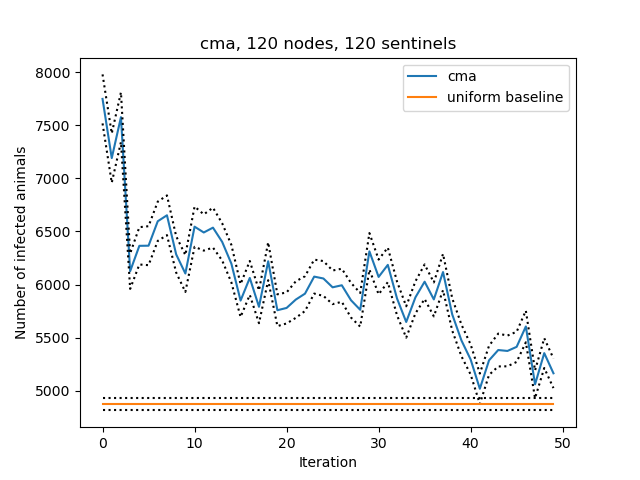 cma, 120 nodes, 120 sentinels
cma
uniform baseline
Number of infected animals
8000
7500
7000
6500
6000
5500
5000
0 10 20 30 40 50
Iteration